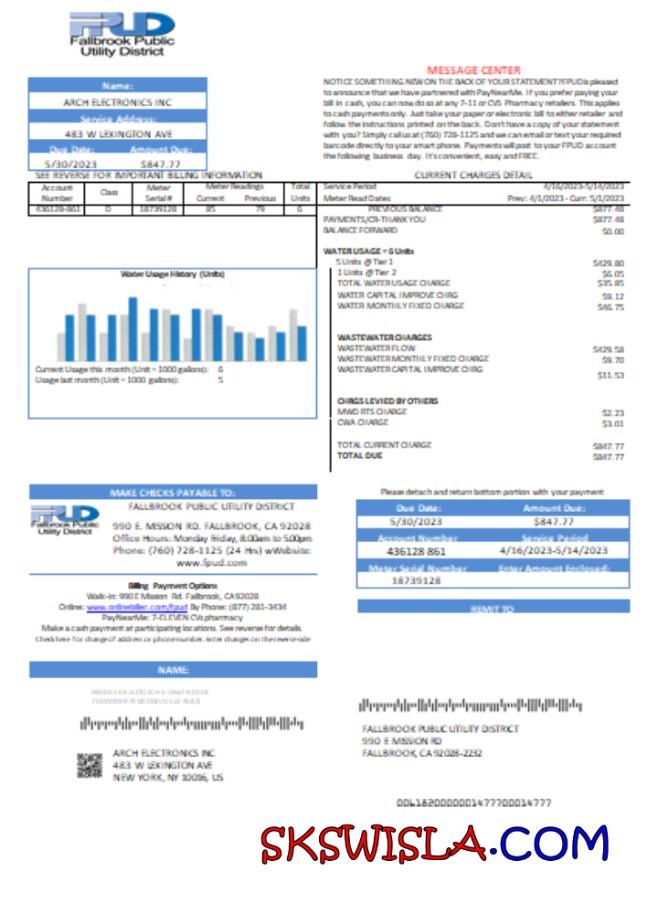 FPUD
Fallbrook Public
Utility District
Name:
ARCH ELECTRONICS INC
Service Address:
483 W LEXINGTON AVE
Due Date: Amount Due:
5/30/2023 $847.77
MESSAGE CENTER
NOTICE SOMETHING NEW ON THE BACK OF YOUR STATEMENT? FPUD is pleased
to announce that we have partnered with PayNearMe. If you prefer paying your
bill in cash, you can now do so at any 7-11 or CVS Pharmacy retailers. This applies
to cash payments only. Just take your paper or electronic bill to either retailer and
follow the instructions printed on the back. Don't have a copy of your statement
with you? Simply call us at (760) 728-1125 and we can email or text your required
barcode directly to your smart phone. Payments will post to your FPUD account
the following business day. It's convenient, easy and FREE.
SEE REVERSE FOR IMPORTANT BILLING INFORMATION
Account Number Class Meter Serial # Meter Readings Current Previous Total Units
436128-861 D 18739128 85 79 6
CURRENT CHARGES DETAIL
Service Period 4/16/2023-5/14/2023
Meter Read Dates Prev: 4/1/2023 - Curr: 5/1/2023
PREVIOUS BALANCE $877.48
PAYMENTS/CR-THANK YOU $877.48
BALANCE FORWARD $0.00
WATER USAGE = 6 Units
5 Units @ Tier 1 $429.80
1 Units @ Tier 2 $6.05
TOTAL WATER USAGE CHARGE $35.85
WATER CAPITAL IMPROVE CHRG $9.12
WATER MONTHLY FIXED CHARGE $46.75
WASTEWATER CHARGES
WASTEWATER FLOW $429.58
WASTEWATER MONTHLY FIXED CHARGE $9.70
WASTEWATER CAPITAL IMPROVE CHRG $11.53
CHRGS LEVIED BY OTHERS
MWD RTS CHARGE $2.23
CWA CHARGE $3.01
TOTAL CURRENT CHARGE $847.77
TOTAL DUE $847.77
Water Usage History (Units)
Current Usage this month (Unit = 1000 gallons): 6
Usage last month (Unit = 1000 gallons): 5
MAKE CHECKS PAYABLE TO:
FPUD
Fallbrook Public
Utility District
FALLBROOK PUBLIC UTILITY DISTRICT
990 E. MISSION RD. FALLBROOK, CA 92028
Office Hours: Monday Friday, 8:00am to 5:00pm
Phone: (760) 728-1125 (24 Hrs) wWebsite:
www.fpud.com
Billing Payment Options
Walk-in: 990 E Mission Rd. Fallbrook, CA 92028
Online: www.onlinebiller.com/fpud By Phone: (877) 281-3434
PayNearMe: 7-ELEVEN CVs pharmacy
Make a cash payment at participating locations. See reverse for details.
Check here for change of address or phone number. Enter changes on the reverse side
Please detach and return bottom portion with your payment
Due Date: Amount Due:
5/30/2023 $847.77
Account Number Service Period
436128 861 4/16/2023-5/14/2023
Meter Serial Number Enter Amount Enclosed:
18739128
REMIT TO
NAME:
ARCH ELECTRONICS INC
483 W LEXINGTON AVE
NEW YORK, NY 10016, US
FALLBROOK PUBLIC UTILITY DISTRICT
990 E MISSION RD
FALLBROOK, CA 92028-2232
SKSWISLA.COM